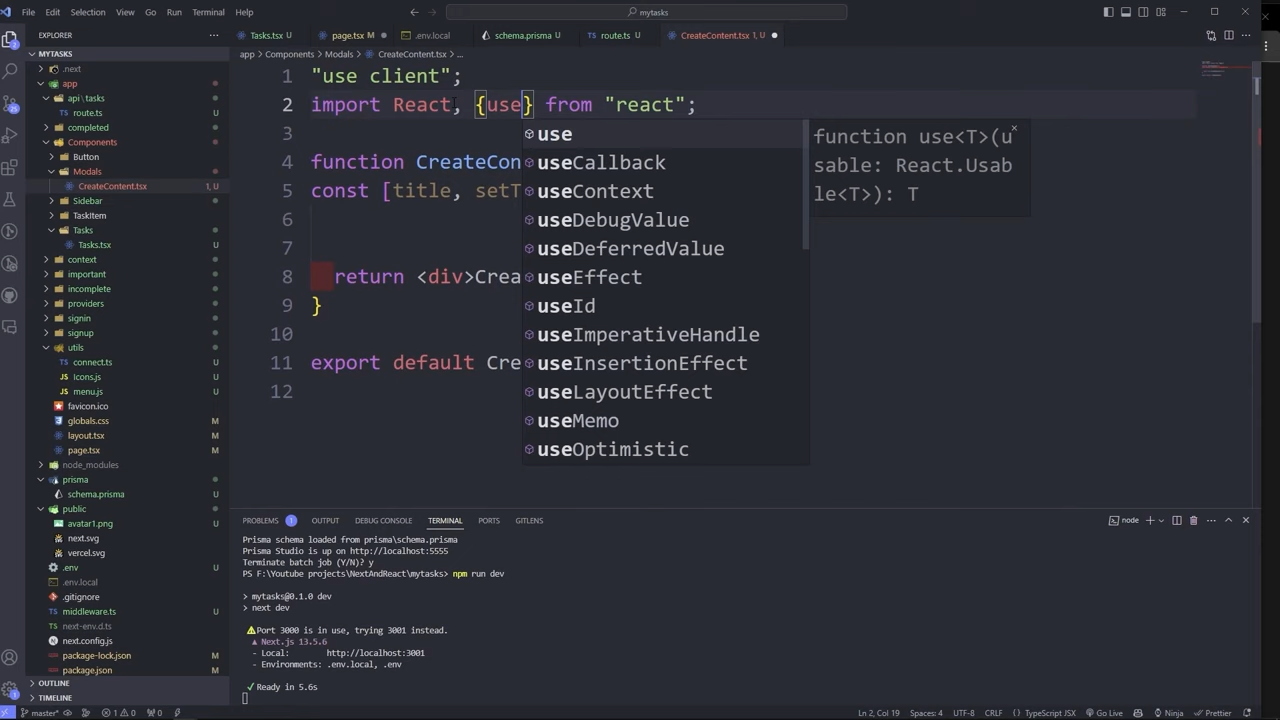 File Edit Selection View Go Run Terminal Help
mytasks
EXPLORER
MYTASKS
.next
app
api\tasks
route.ts
completed
Components
Button
Modals
CreateContent.tsx 1, U
Sidebar
TaskItem
Tasks
Tasks.tsx U
context
important
incomplete
providers
signin
signup
utils
connect.ts U
Icons.js U
menu.js U
favicon.ico
globals.css U
layout.tsx U
page.tsx U
node_modules
prisma
schema.prisma U
public
avatar1.png U
next.svg
vercel.svg
.env U
.env.local
.gitignore
middleware.ts U
next-env.d.ts
next.config.js
package-lock.json M
package.json M
OUTLINE
TIMELINE
Tasks.tsx U page.tsx M .env.local schema.prisma U route.ts U CreateContent.tsx 1, U
app > Components > Modals > CreateContent.tsx > ...
1 "use client";
2 import React, {use} from "react";
3
4 function CreateCon
5 const [title, setT
6
7
8 return <div>Crea
9 }
10
11 export default Cre
12
use
useCallback
useContext
useDebugValue
useDeferredValue
useEffect
useId
useImperativeHandle
useInsertionEffect
useLayoutEffect
useMemo
useOptimistic
function use<T>(u
sable: React.Usab
le<T>): T
PROBLEMS 1 OUTPUT DEBUG CONSOLE TERMINAL PORTS GITLENS
node
Prisma schema loaded from prisma\schema.prisma
Prisma Studio is up on http://localhost:5555
Terminate batch job (Y/N)? y
PS F:\Youtube projects\NextAndReact\mytasks> npm run dev
> mytasks@0.1.0 dev
> next dev
Port 3000 is in use, trying 3001 instead.
▲ Next.js 13.5.6
- Local: http://localhost:3001
- Environments: .env.local, .env
✓ Ready in 5.6s
master* 1 0 0 Ln 2, Col 19 Spaces: 4 UTF-8 CRLF TypeScript JSX Go Live Ninja Prettier